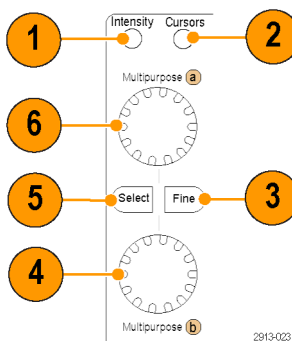 Intensity Cursors
1
2
Multipurpose a
6
5
Select
Fine
3
4
Multipurpose b
2913-023